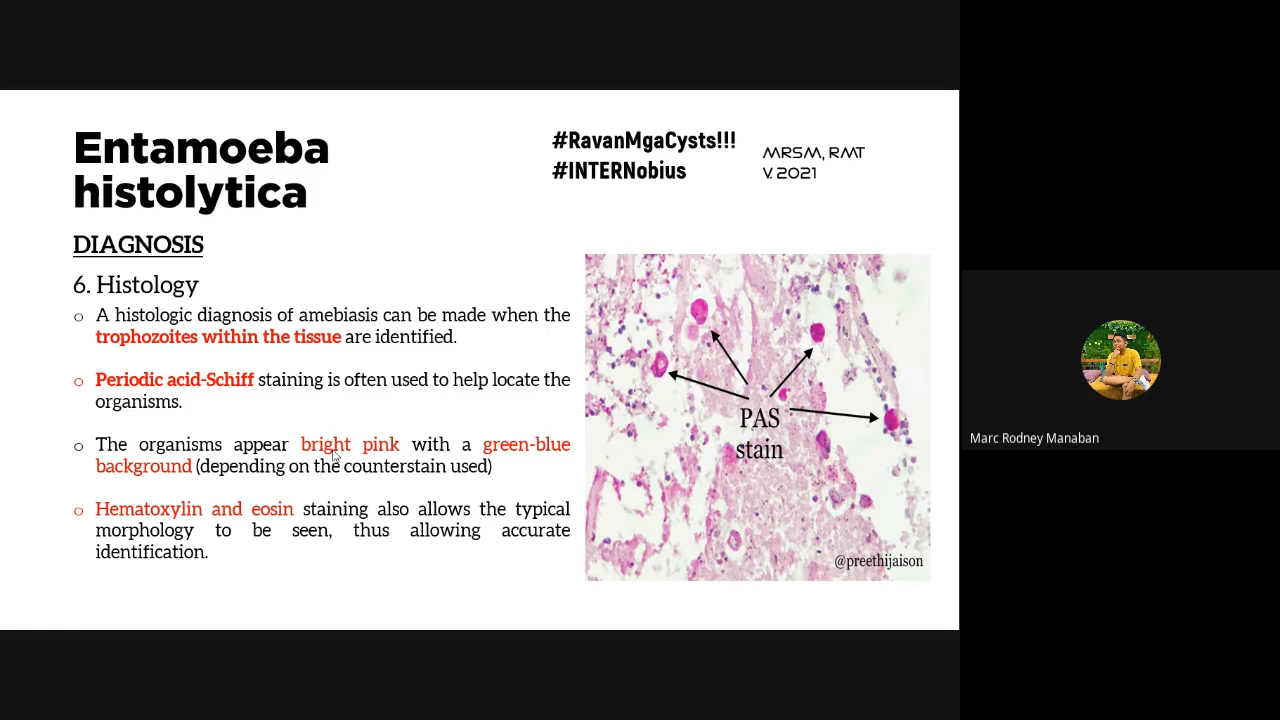 Entamoeba
histolytica
#RavanMgaCysts!!!
#INTERNobius
MRSM, RMT
V. 2021
DIAGNOSIS
6. Histology
o A histologic diagnosis of amebiasis can be made when the
trophozoites within the tissue are identified.
o Periodic acid-Schiff staining is often used to help locate the
organisms.
o The organisms appear bright pink with a green-blue
background (depending on the counterstain used)
o Hematoxylin and eosin staining also allows the typical
morphology to be seen, thus allowing accurate
identification.
PAS
stain
@preethijaison
Marc Rodney Manaban